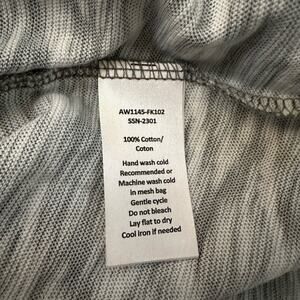 AW1145-FK102
SSN-2301
100% Cotton/
Coton
Hand wash cold
Recommended or
Machine wash cold
in mesh bag
Gentle cycle
Do not bleach
Lay flat to dry
Cool iron if needed